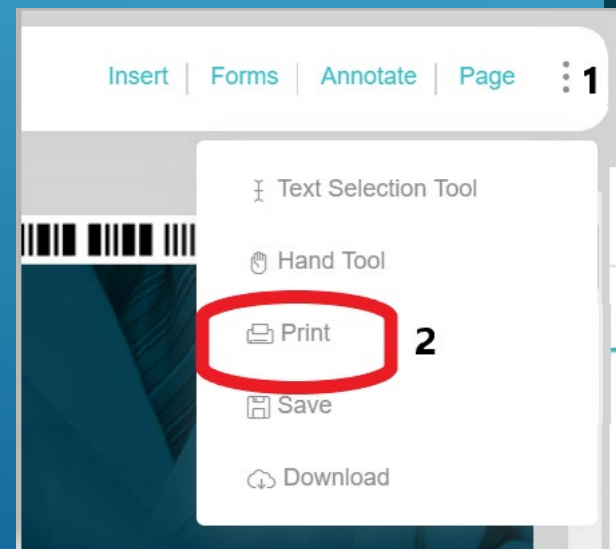 Insert | Forms | Annotate | Page 1
Text Selection Tool
Hand Tool
Print 2
Save
Download